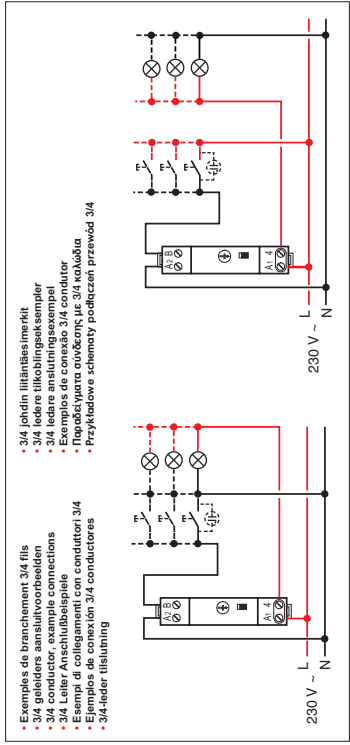 • Exemples de branchement 3/4 fils
• 3/4 geleiders aansluitvoorbeelden
• 3/4 conductor, example connections
• 3/4 Leiter Anschlußbeispiele
• Esempi di collegamenti con conduttori 3/4
• Ejemplos de conexión 3/4 conductores
• 3/4-leder tilslutning
• 3/4 johdin liitäntäesimerkit
• 3/4 ledere tilkoblingseksempler
• 3/4 ledare anslutningsexempel
• Exemplos de conexão 3/4 condutor
• Παραδείγματα σύνδεσης με 3/4 καλώδια
• Przykładowe schematy podłączeń przewód 3/4
A2 B
A1 4
L
N
230 V ~
A2 B
A1 4
L
N
230 V ~